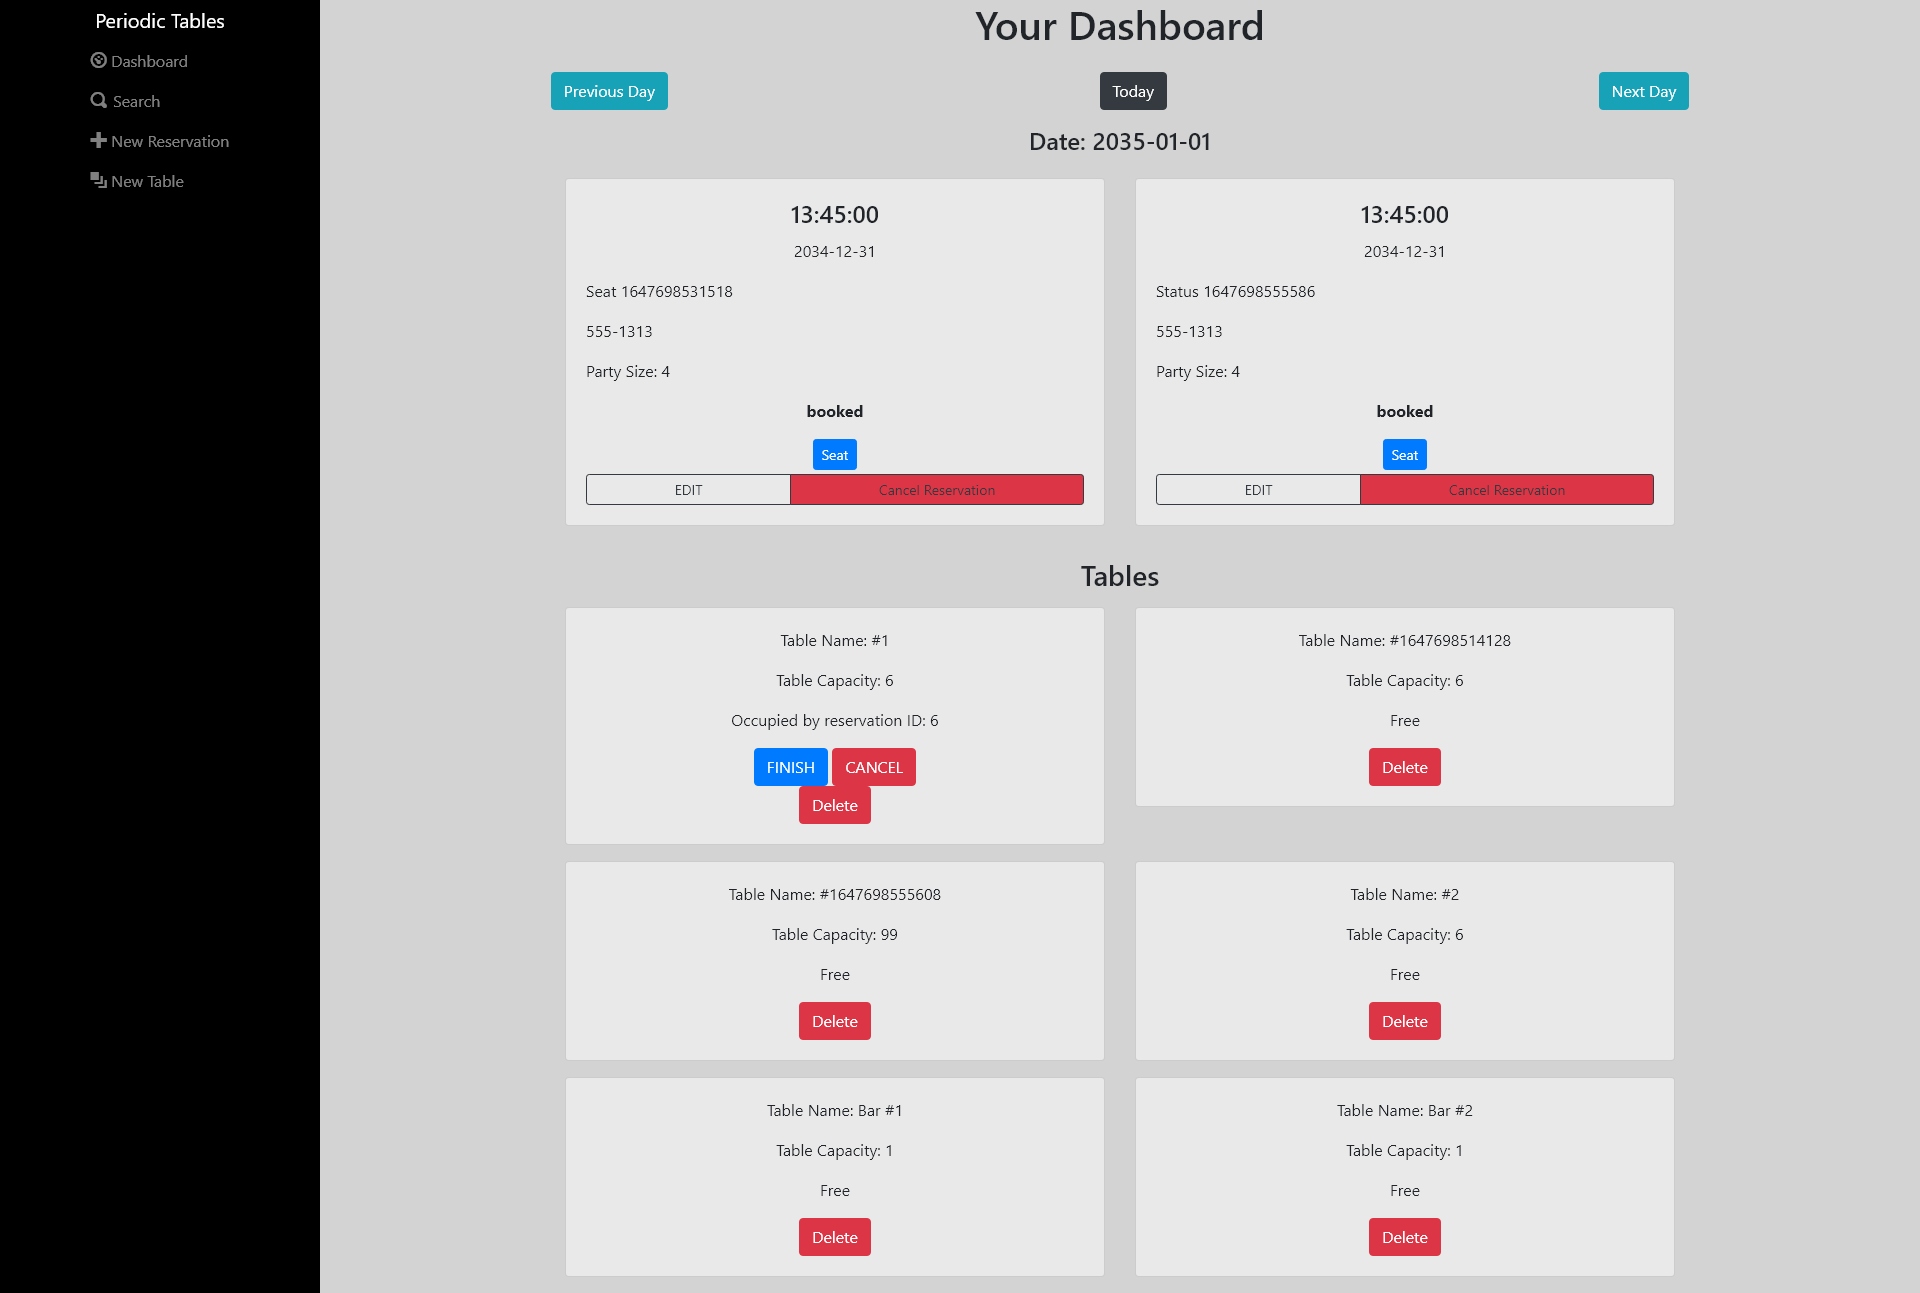 Periodic Tables
Dashboard
Search
New Reservation
New Table
Your Dashboard
Previous Day
Today
Next Day
Date: 2035-01-01
13:45:00
2034-12-31
Seat 1647698531518
555-1313
Party Size: 4
booked
Seat
EDIT
Cancel Reservation
13:45:00
2034-12-31
Status 1647698555586
555-1313
Party Size: 4
booked
Seat
EDIT
Cancel Reservation
Tables
Table Name: #1
Table Capacity: 6
Occupied by reservation ID: 6
FINISH
CANCEL
Delete
Table Name: #1647698514128
Table Capacity: 6
Free
Delete
Table Name: #1647698555608
Table Capacity: 99
Free
Delete
Table Name: #2
Table Capacity: 6
Free
Delete
Table Name: Bar #1
Table Capacity: 1
Free
Delete
Table Name: Bar #2
Table Capacity: 1
Free
Delete